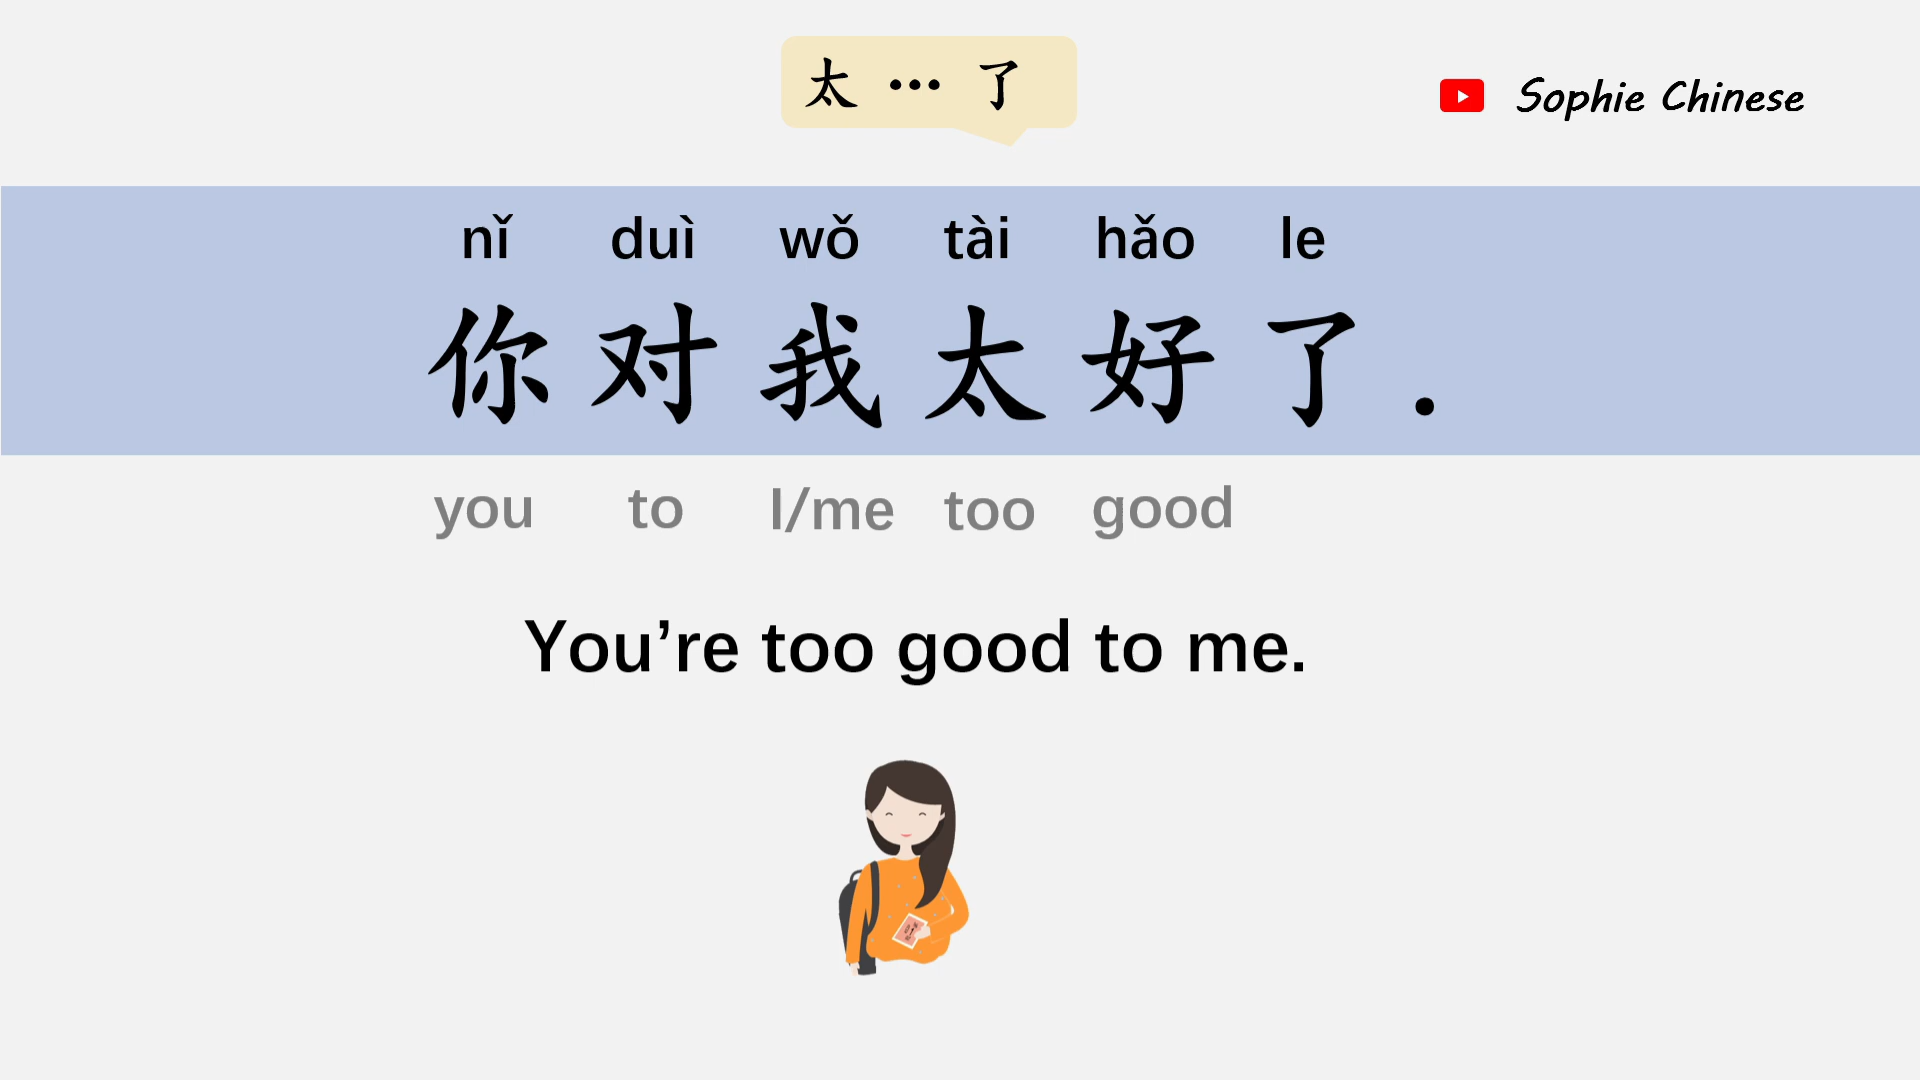 太 … 了
Sophie Chinese
nǐ duì wǒ tài hǎo le
你对我太好了.
you to I/me too good
You’re too good to me.